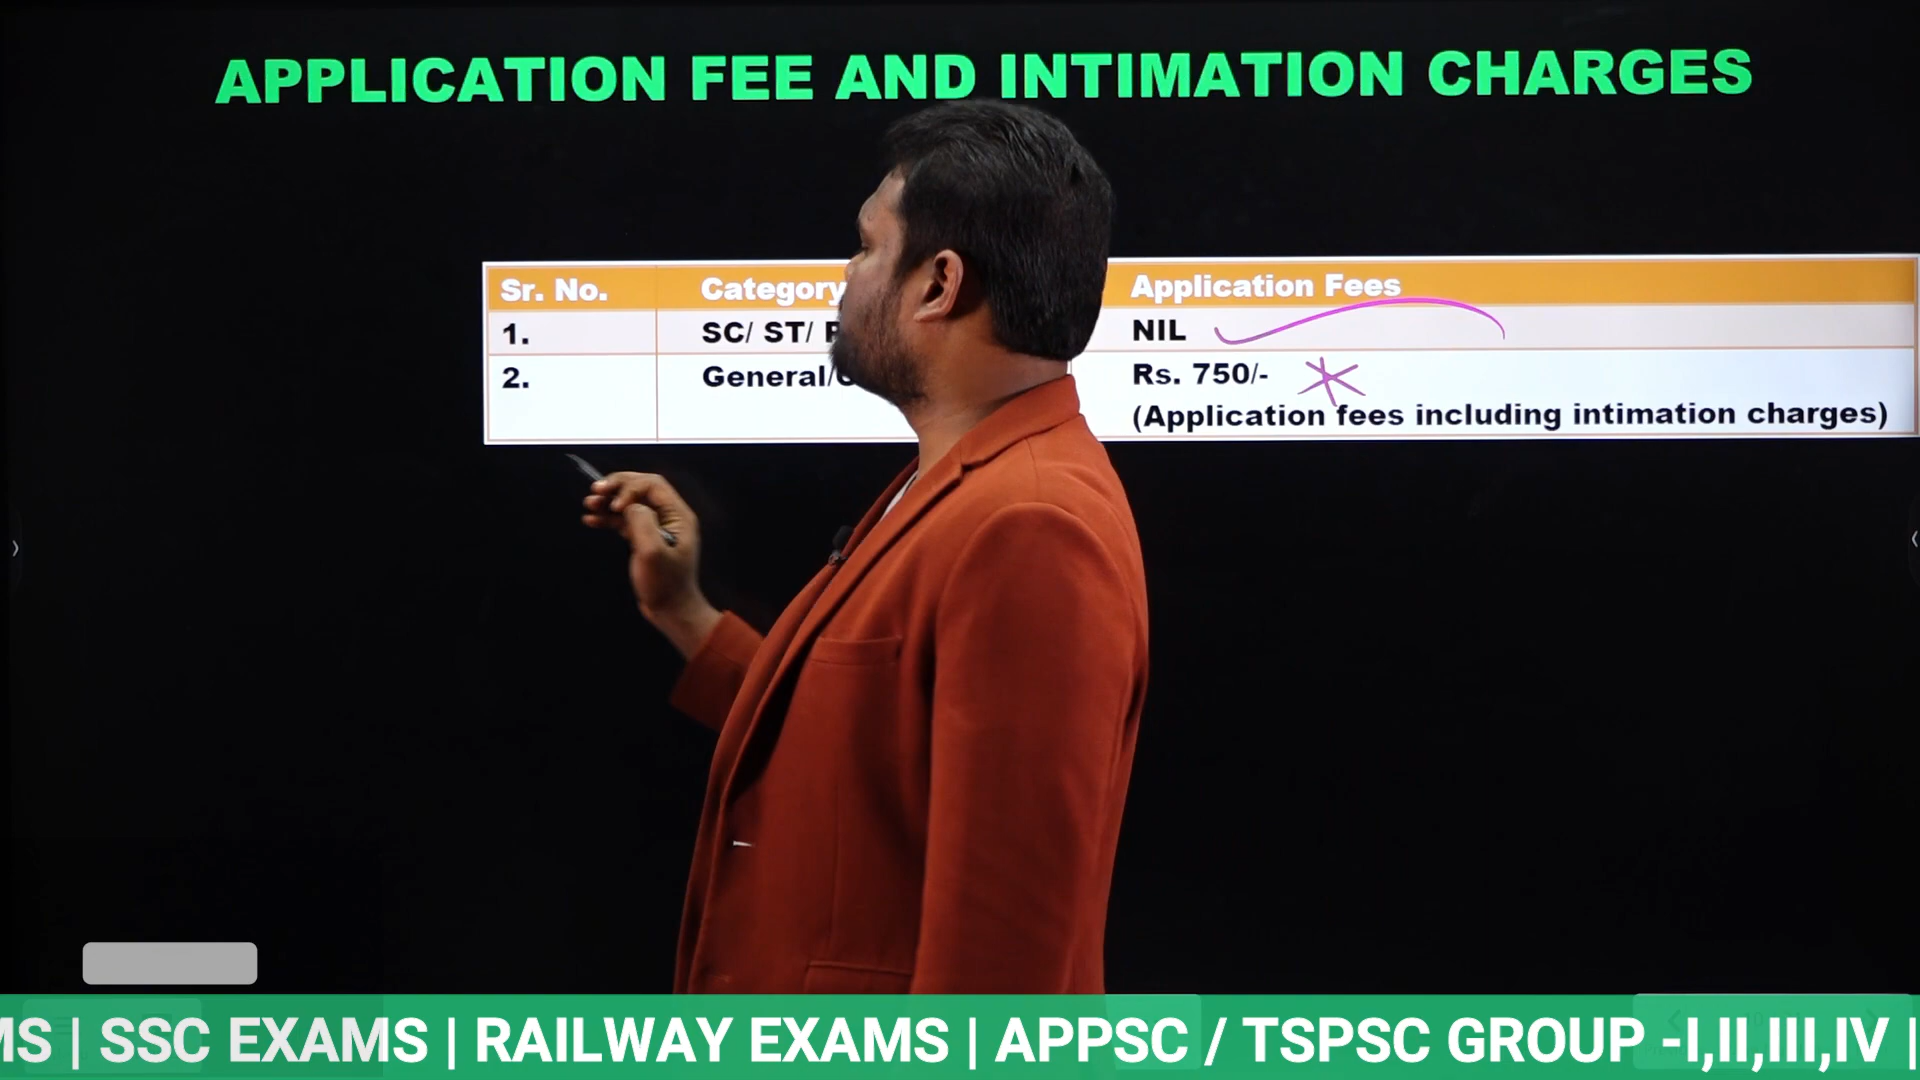 APPLICATION FEE AND INTIMATION CHARGES
Sr. No. Category Application Fees
1. SC/ ST/ NIL
2. General/ Rs. 750/-
(Application fees including intimation charges)
MS | SSC EXAMS | RAILWAY EXAMS | APPSC / TSPSC GROUP -I,II,III,IV |